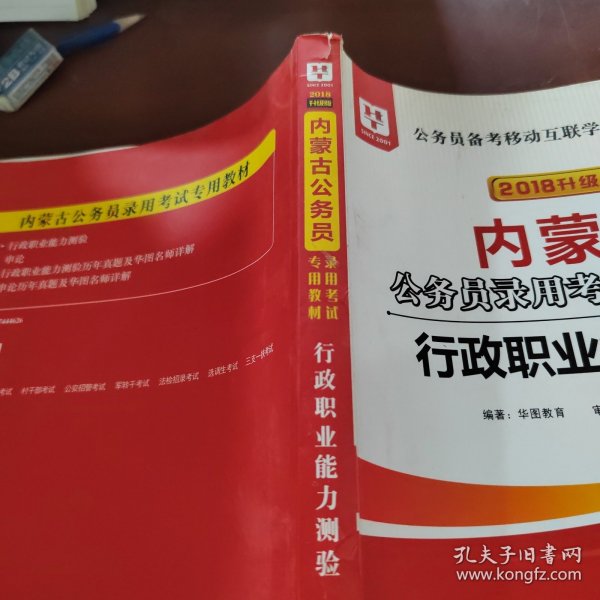 内蒙古公务员录用考试专用教材
· 行政职业能力测验
申论
行政职业能力测验历年真题及华图名师详解
申论历年真题及华图名师详解
村干部考试 公安招警考试 军转干考试 法检招录考试 选调生考试 三支一扶考试
2B
HT
SINCE 2001
2018
升级版
内蒙古公务员
录用考试
专用教材
行政职业能力测验
HT
SINCE 2001
公务员备考移动互联学
2018升级
内蒙
公务员录用考
行政职业
编著：华图教育
孔夫子旧书网
www.kongfz.com